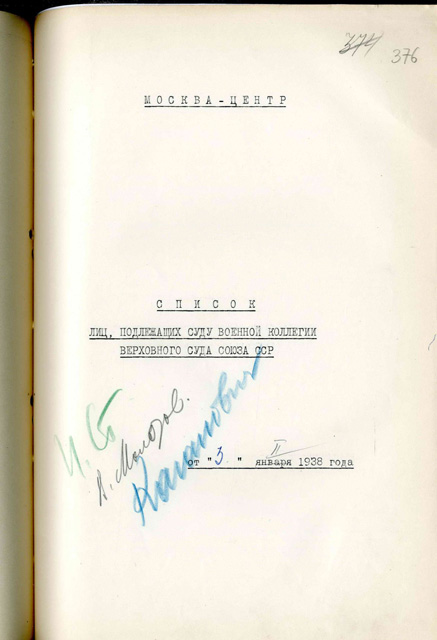 374 376
МОСКВА-ЦЕНТР
СПИСОК
ЛИЦ, ПОДЛЕЖАЩИХ СУДУ ВОЕННОЙ КОЛЛЕГИИ
ВЕРХОВНОГО СУДА СОЮЗА ССР
И. Ст
В. Молотов.
Каганович
II
от "3" января 1938 года